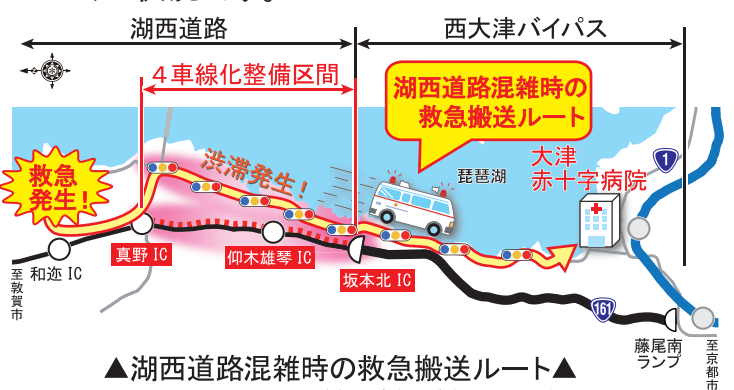 湖西道路
西大津バイパス
４車線化整備区間
湖西道路混雑時の
救急搬送ルート
渋滞発生！
救急
発生！
琵琶湖
大津
赤十字病院
1
真野 IC
仰木雄琴 IC
坂本北 IC
和迩 IC
至敦賀市
161
藤尾南
ランプ
至京都市
▲湖西道路混雑時の救急搬送ルート▲